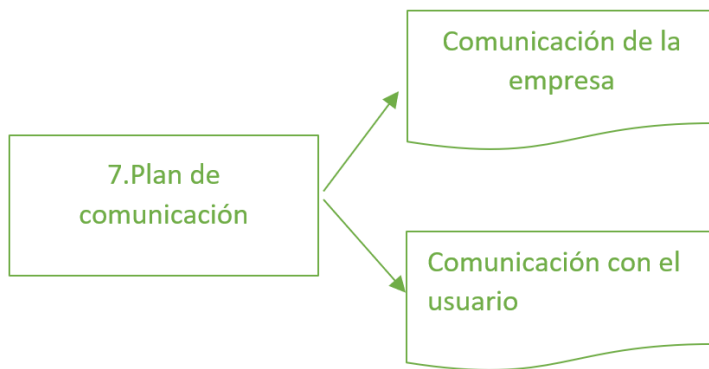 Comunicación de la
empresa
7.Plan de
comunicación
Comunicación con el
usuario